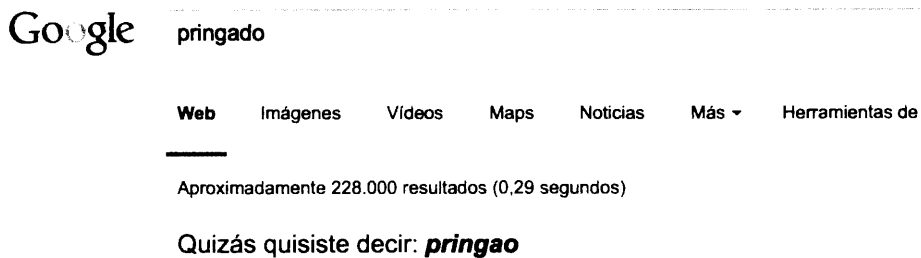 Google pringado
Web Imágenes Vídeos Maps Noticias Más Herramientas de
Aproximadamente 228.000 resultados (0,29 segundos)
Quizás quisiste decir: pringao